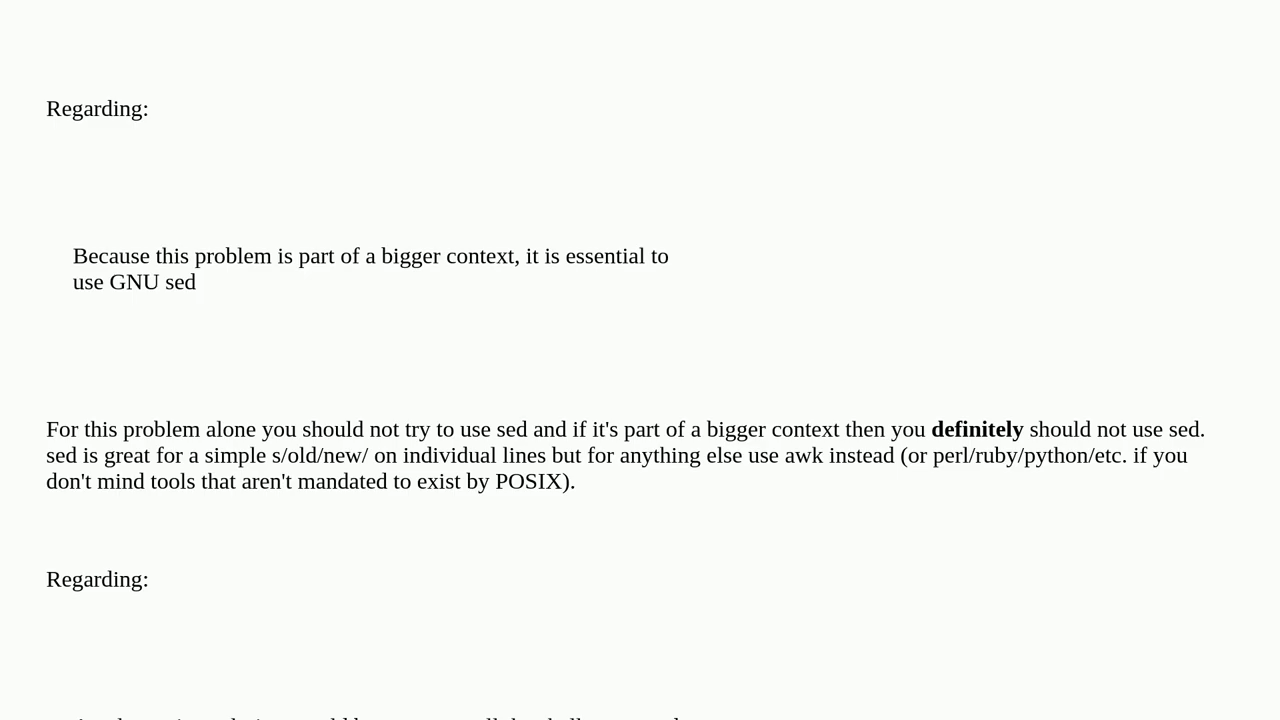 Regarding:
Because this problem is part of a bigger context, it is essential to
use GNU sed
For this problem alone you should not try to use sed and if it's part of a bigger context then you definitely should not use sed.
sed is great for a simple s/old/new/ on individual lines but for anything else use awk instead (or perl/ruby/python/etc. if you
don't mind tools that aren't mandated to exist by POSIX).
Regarding: